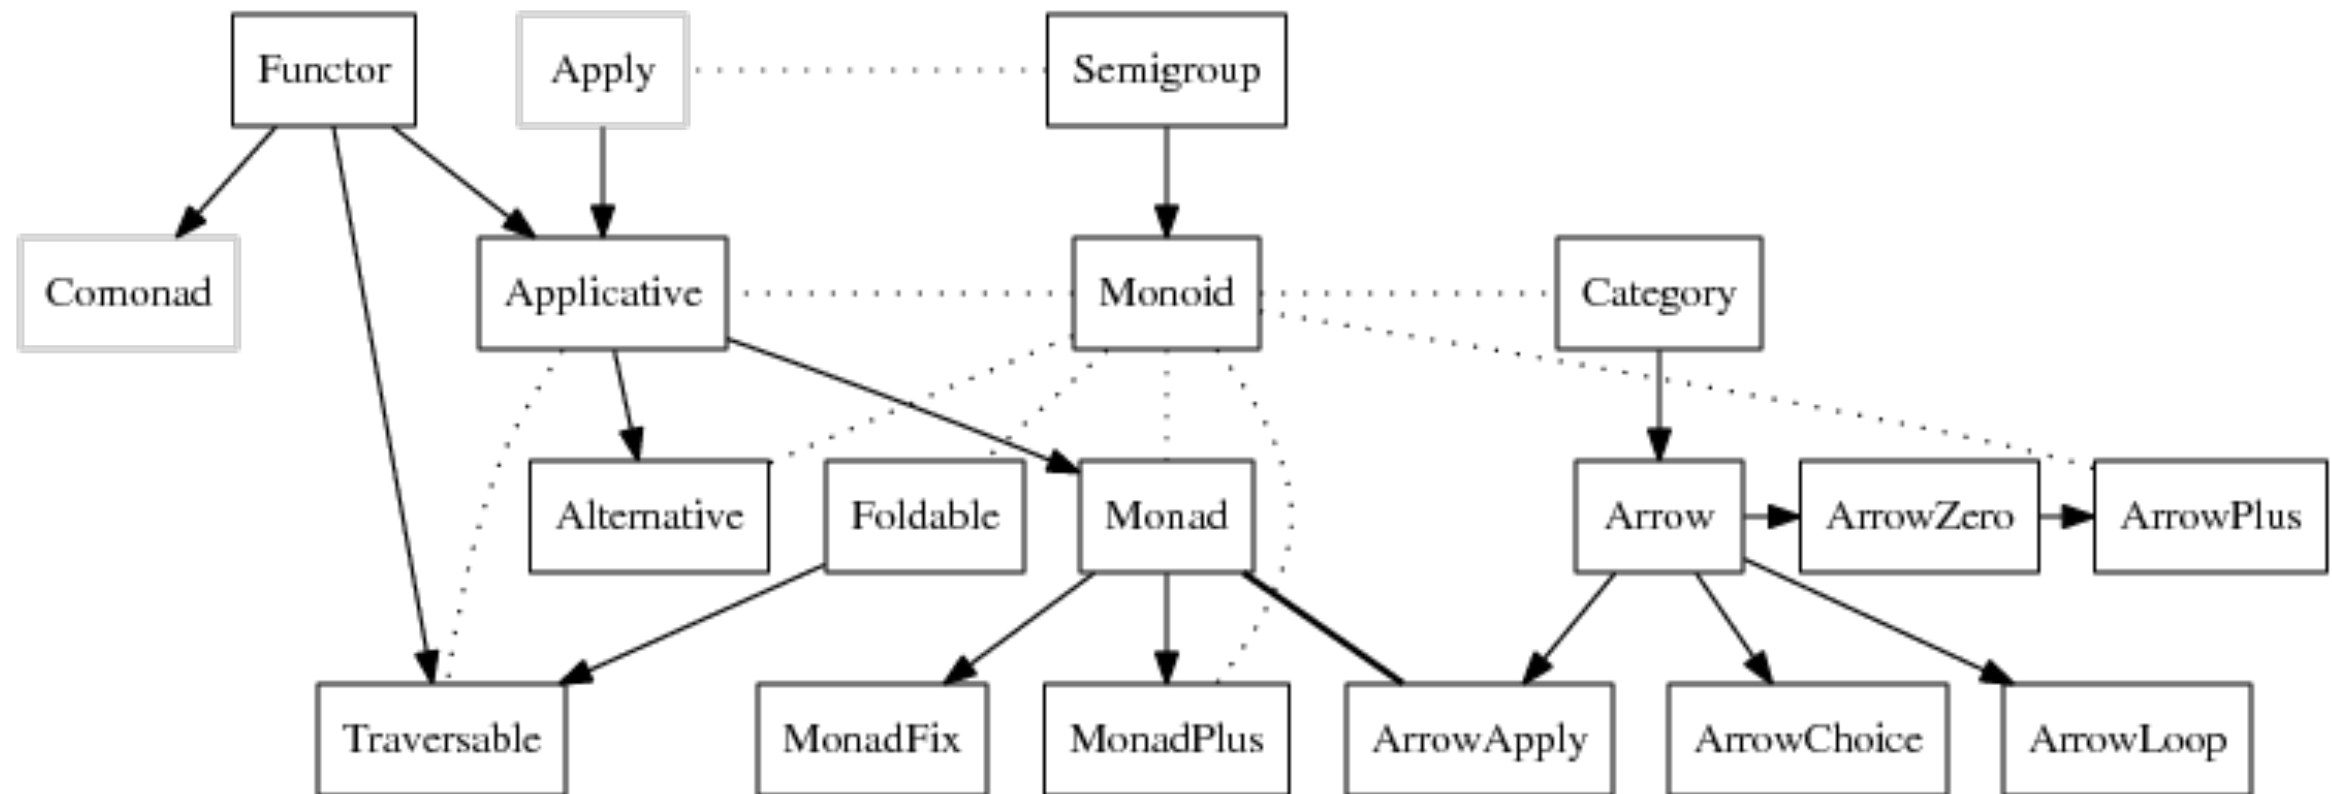 Functor
Apply
Semigroup
Comonad
Applicative
Monoid
Category
Alternative
Foldable
Monad
Arrow
ArrowZero
ArrowPlus
Traversable
MonadFix
MonadPlus
ArrowApply
ArrowChoice
ArrowLoop